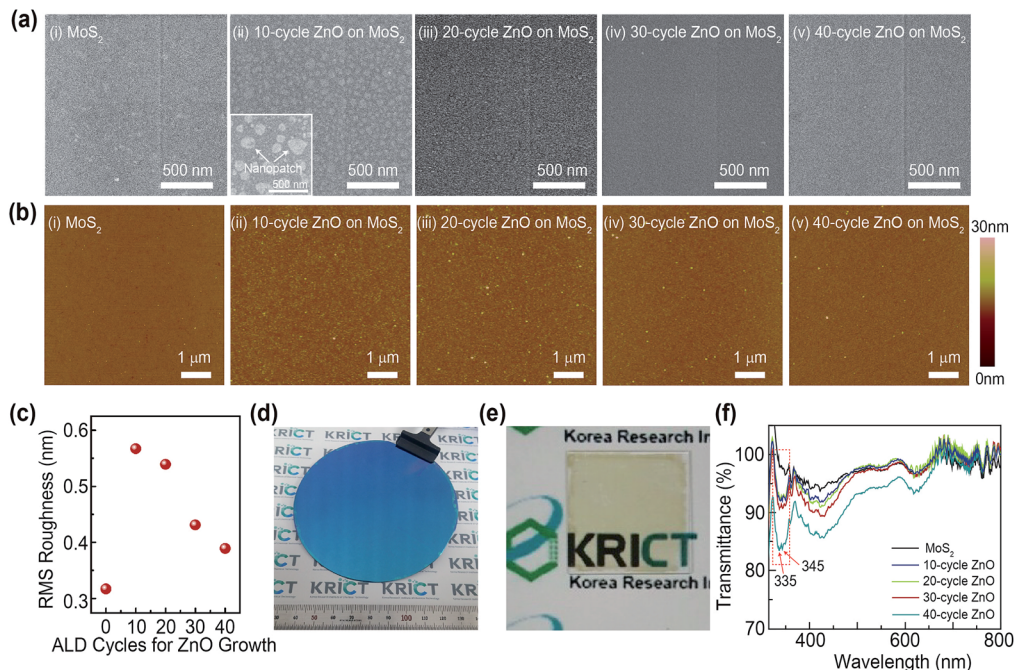 (a)
(i) MoS2
500 nm
(ii) 10-cycle ZnO on MoS2
Nanopatch
500 nm
500 nm
(iii) 20-cycle ZnO on MoS2
500 nm
(iv) 30-cycle ZnO on MoS2
500 nm
(v) 40-cycle ZnO on MoS2
500 nm
(b)
(i) MoS2
1 μm
(ii) 10-cycle ZnO on MoS2
1 μm
(iii) 20-cycle ZnO on MoS2
1 μm
(iv) 30-cycle ZnO on MoS2
1 μm
(v) 40-cycle ZnO on MoS2
1 μm
30nm
0nm
(c)
RMS Roughness (nm)
0.6
0.5
0.4
0.3
0 10 20 30 40
ALD Cycles for ZnO Growth
(d)
KRICT
(e)
Korea Research In
KRICT
Korea Research In
(f)
Transmittance (%)
100
90
80
70
335
345
MoS2
10-cycle ZnO
20-cycle ZnO
30-cycle ZnO
40-cycle ZnO
400 600 800
Wavelength (nm)